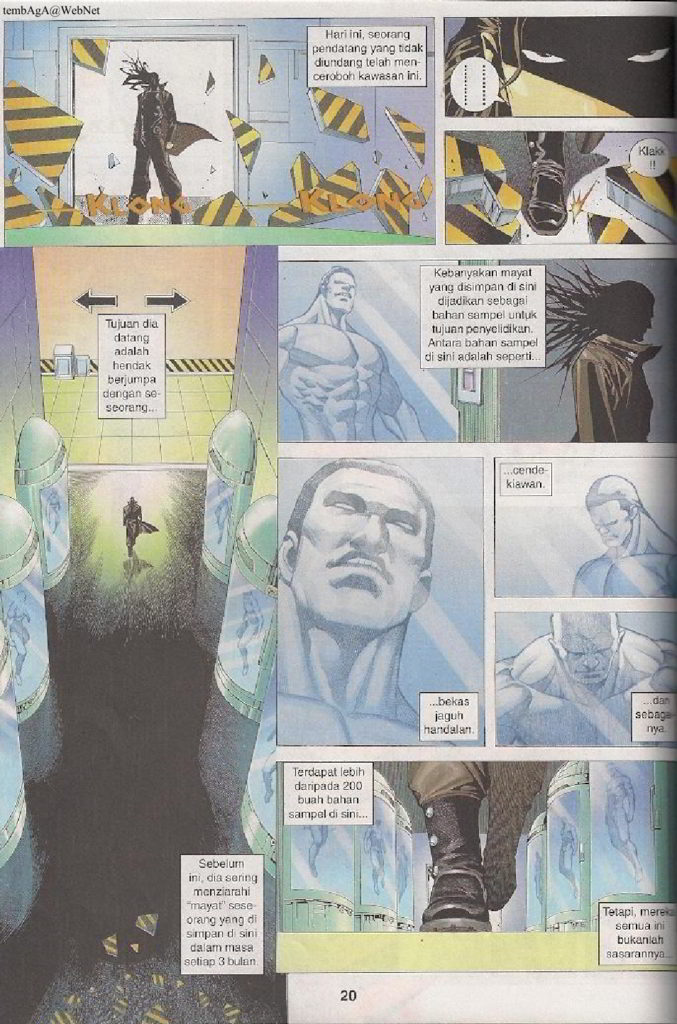 tembAgA@WebNet
Hari ini, seorang
pendatang yang tidak
diundang telah men-
ceroboh kawasan ini.
KLONG
KLONG
Klakk
!!
Tujuan dia
datang
adalah
hendak
berjumpa
dengan se-
seorang...
Kebanyakan mayat
yang disimpan di sini
dijadikan sebagai
bahan sampel untuk
tujuan penyelidikan.
Antara bahan sampel
di sini adalah seperti...
...bekas
jaguh
handalan.
...cende-
kiawan.
...dan
sebaga-
nya.
Terdapat lebih
daripada 200
buah bahan
sampel di sini...
Sebelum
ini, dia sering
menziarahi
"mayat" sese-
orang yang di
simpan di sini
dalam masa
setiap 3 bulan.
Tetapi, mereka
semua ini
bukanlah
sasarannya...
20